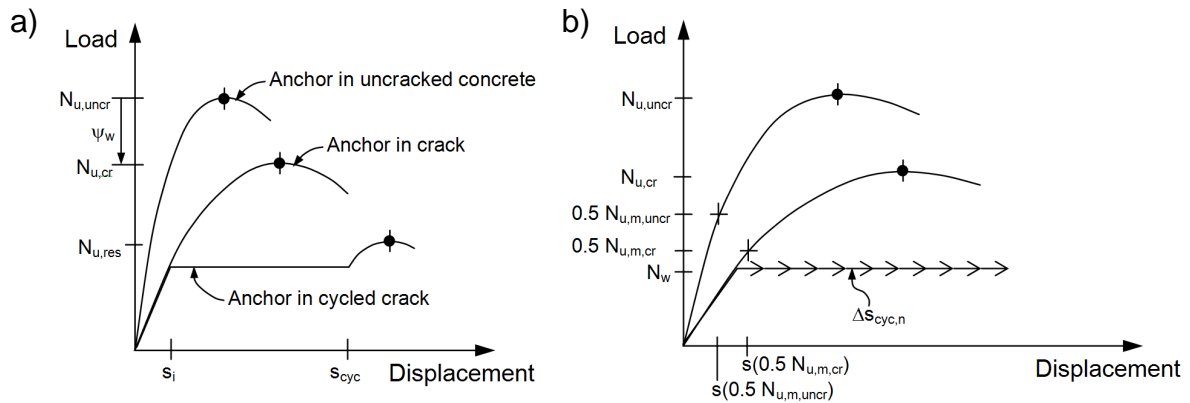 a)
Load
Anchor in uncracked concrete
N_u,uncr
ψ_w
Anchor in crack
N_u,cr
N_u,res
Anchor in cycled crack
s_i
s_cyc
Displacement
b)
Load
N_u,uncr
N_u,cr
0.5 N_u,m,uncr
0.5 N_u,m,cr
N_w
Δs_cyc,n
s(0.5 N_u,m,cr)
s(0.5 N_u,m,uncr)
Displacement